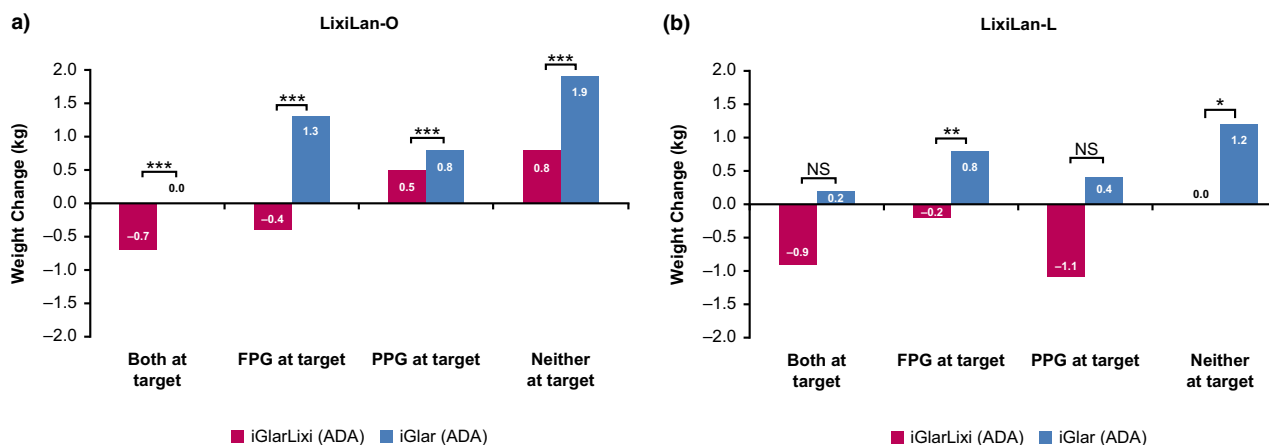 a)
LixiLan-O
Weight Change (kg)
2.0
1.5
1.0
0.5
0.0
–0.5
–1.0
–1.5
–2.0
***
0.0
–0.7
***
1.3
–0.4
***
0.5
0.8
***
0.8
1.9
Both at
target
FPG at target
PPG at target
Neither
at target
iGlarLixi (ADA)
iGlar (ADA)
(b)
LixiLan-L
Weight Change (kg)
2.0
1.5
1.0
0.5
0.0
–0.5
–1.0
–1.5
–2.0
NS
0.2
–0.9
**
0.8
–0.2
NS
0.4
–1.1
*
0.0
1.2
Both at
target
FPG at target
PPG at target
Neither
at target
iGlarLixi (ADA)
iGlar (ADA)